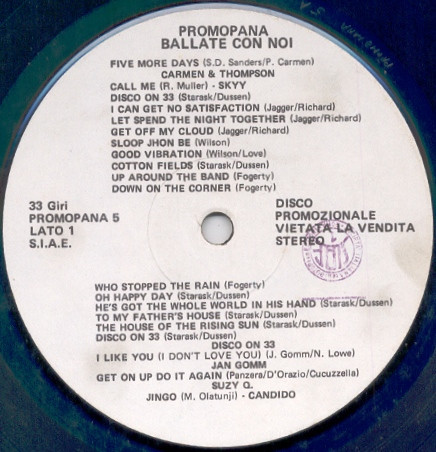 PROMOPANA
BALLATE CON NOI
FIVE MORE DAYS (S.D. Sanders/P. Carmen)
CARMEN & THOMPSON
CALL ME (R. Muller) - SKYY
DISCO ON 33 (Starask/Dussen)
I CAN GET NO SATISFACTION (Jagger/Richard)
LET SPEND THE NIGHT TOGETHER (Jagger/Richard)
GET OFF MY CLOUD (Jagger/Richard)
SLOOP JHON BE (Wilson)
GOOD VIBRATION (Wilson/Love)
COTTON FIELDS (Starask/Dussen)
UP AROUND THE BAND (Fogerty)
DOWN ON THE CORNER (Fogerty)
33 Giri
PROMOPANA 5
LATO 1
S.I.A.E.
DISCO
PROMOZIONALE
VIETATA LA VENDITA
STEREO
WHO STOPPED THE RAIN (Fogerty)
OH HAPPY DAY (Starask/Dussen)
HE'S GOT THE WHOLE WORLD IN HIS HAND (Starask/Dussen)
TO MY FATHER'S HOUSE (Starask/Dussen)
THE HOUSE OF THE RISING SUN (Starask/Dussen)
DISCO ON 33 (Starask/Dussen)
DISCO ON 33
I LIKE YOU (I DON'T LOVE YOU) (J. Gomm/N. Lowe)
JAN GOMM
GET ON UP DO IT AGAIN (Panzera/D'Orazio/Cucuzzella)
SUZY Q.
JINGO (M. Olatunji) - CANDIDO